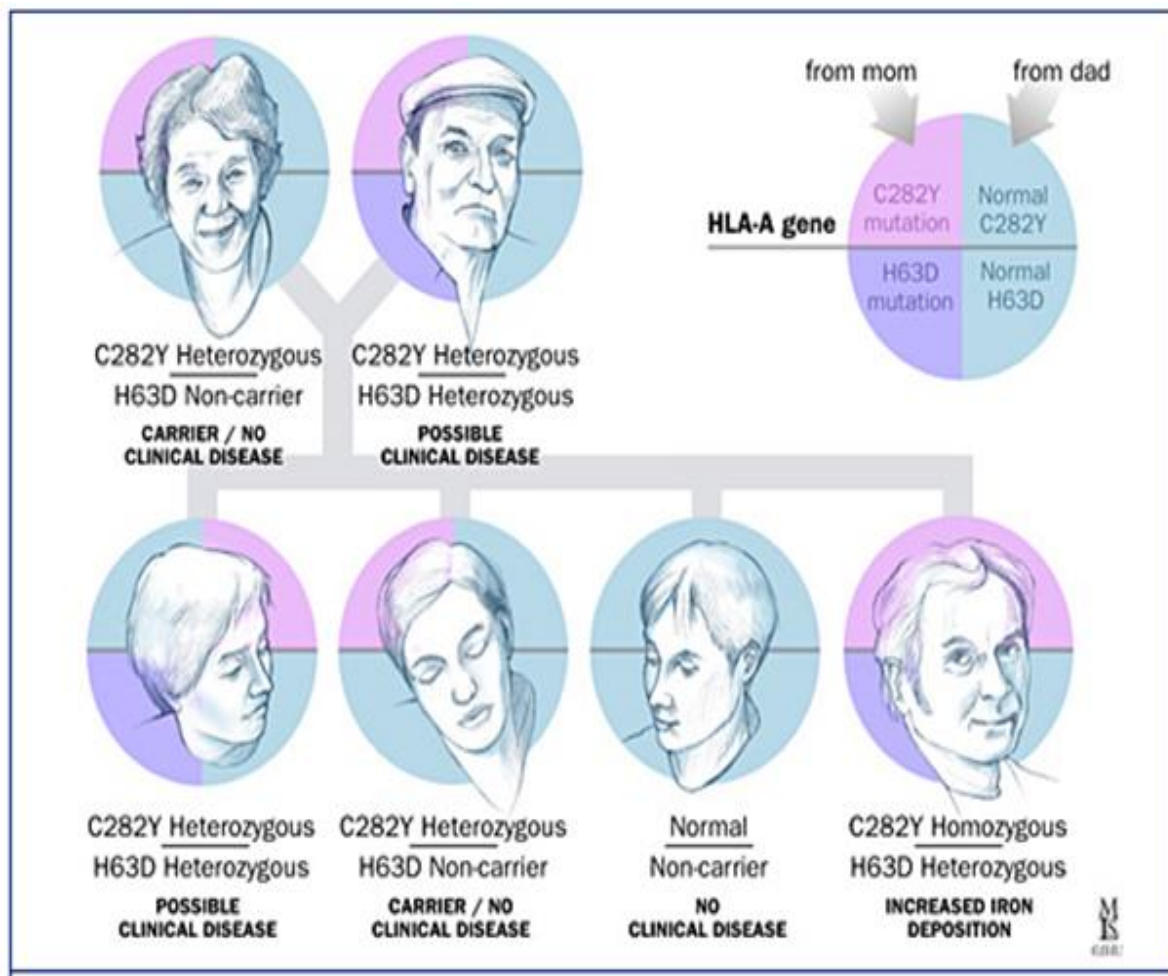 from mom
from dad
C282Y
mutation
Normal
C282Y
HLA-A gene
H63D
mutation
Normal
H63D
C282Y Heterozygous
H63D Non-carrier
CARRIER / NO
CLINICAL DISEASE
C282Y Heterozygous
H63D Heterozygous
POSSIBLE
CLINICAL DISEASE
C282Y Heterozygous
H63D Heterozygous
POSSIBLE
CLINICAL DISEASE
C282Y Heterozygous
H63D Non-carrier
CARRIER / NO
CLINICAL DISEASE
Normal
Non-carrier
NO
CLINICAL DISEASE
C282Y Homozygous
H63D Heterozygous
INCREASED IRON
DEPOSITION